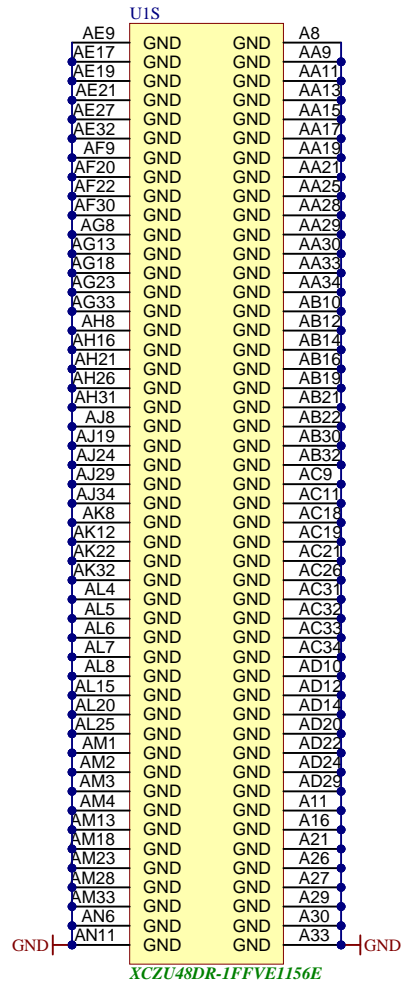 U1S
AE9 GND GND A8
AE17 GND GND AA9
AE19 GND GND AA11
AE21 GND GND AA13
AE27 GND GND AA15
AE32 GND GND AA17
AF9 GND GND AA19
AF20 GND GND AA21
AF22 GND GND AA25
AF30 GND GND AA28
AG8 GND GND AA29
AG13 GND GND AA30
AG18 GND GND AA33
AG23 GND GND AA34
AG33 GND GND AB10
AH8 GND GND AB12
AH16 GND GND AB14
AH21 GND GND AB16
AH26 GND GND AB19
AH31 GND GND AB21
AJ8 GND GND AB22
AJ19 GND GND AB30
AJ24 GND GND AB32
AJ29 GND GND AC9
AJ34 GND GND AC11
AK8 GND GND AC18
AK12 GND GND AC19
AK22 GND GND AC21
AK32 GND GND AC26
AL4 GND GND AC31
AL5 GND GND AC32
AL6 GND GND AC33
AL7 GND GND AC34
AL8 GND GND AD10
AL15 GND GND AD12
AL20 GND GND AD14
AL25 GND GND AD20
AM1 GND GND AD22
AM2 GND GND AD24
AM3 GND GND AD29
AM4 GND GND A11
AM13 GND GND A16
AM18 GND GND A21
AM23 GND GND A26
AM28 GND GND A27
AM33 GND GND A29
AN6 GND GND A30
GND AN11 GND GND A33 GND
XCZU48DR-1FFVE1156E